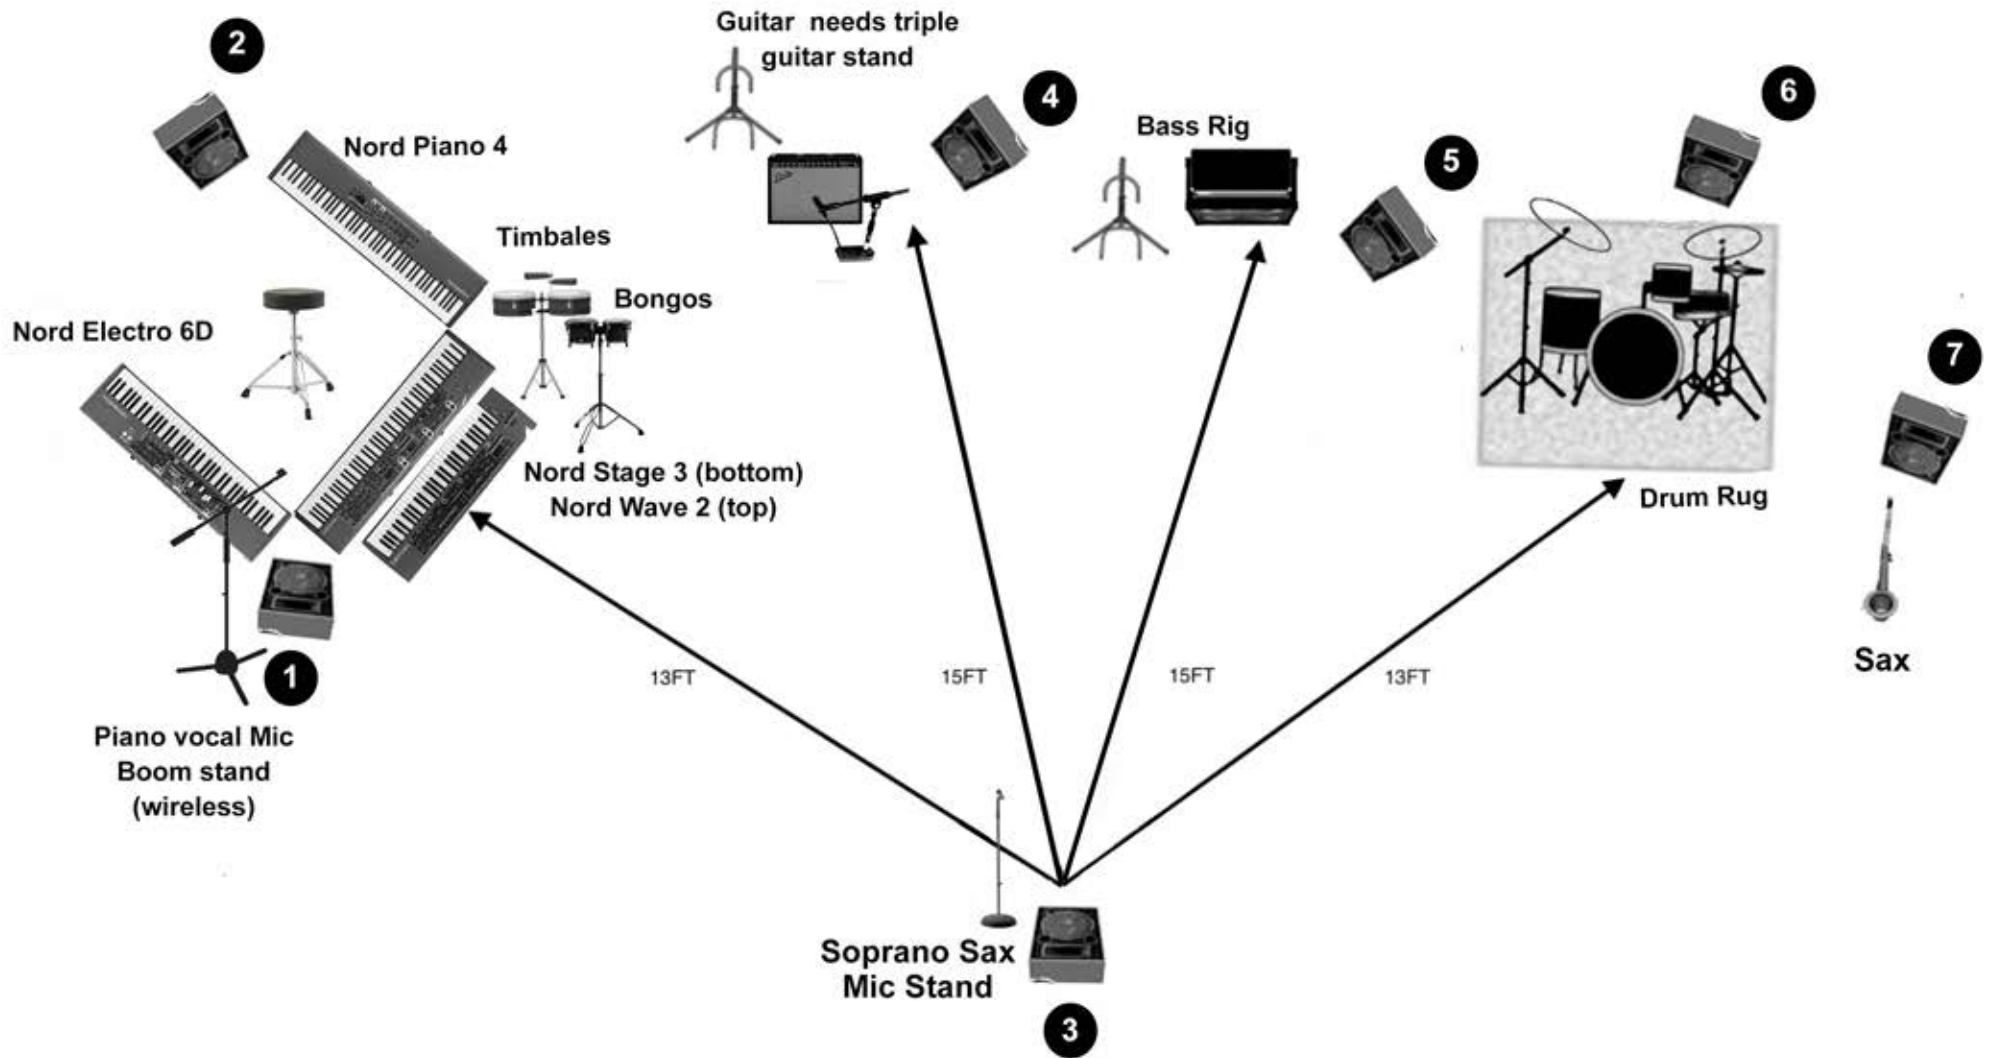 2
Guitar needs triple
guitar stand
4
6
Nord Piano 4
Bass Rig
5
Timbales
Bongos
Nord Electro 6D
7
Nord Stage 3 (bottom)
Nord Wave 2 (top)
Drum Rug
Sax
1
13FT
15FT
15FT
13FT
Piano vocal Mic
Boom stand
(wireless)
Soprano Sax
Mic Stand
3